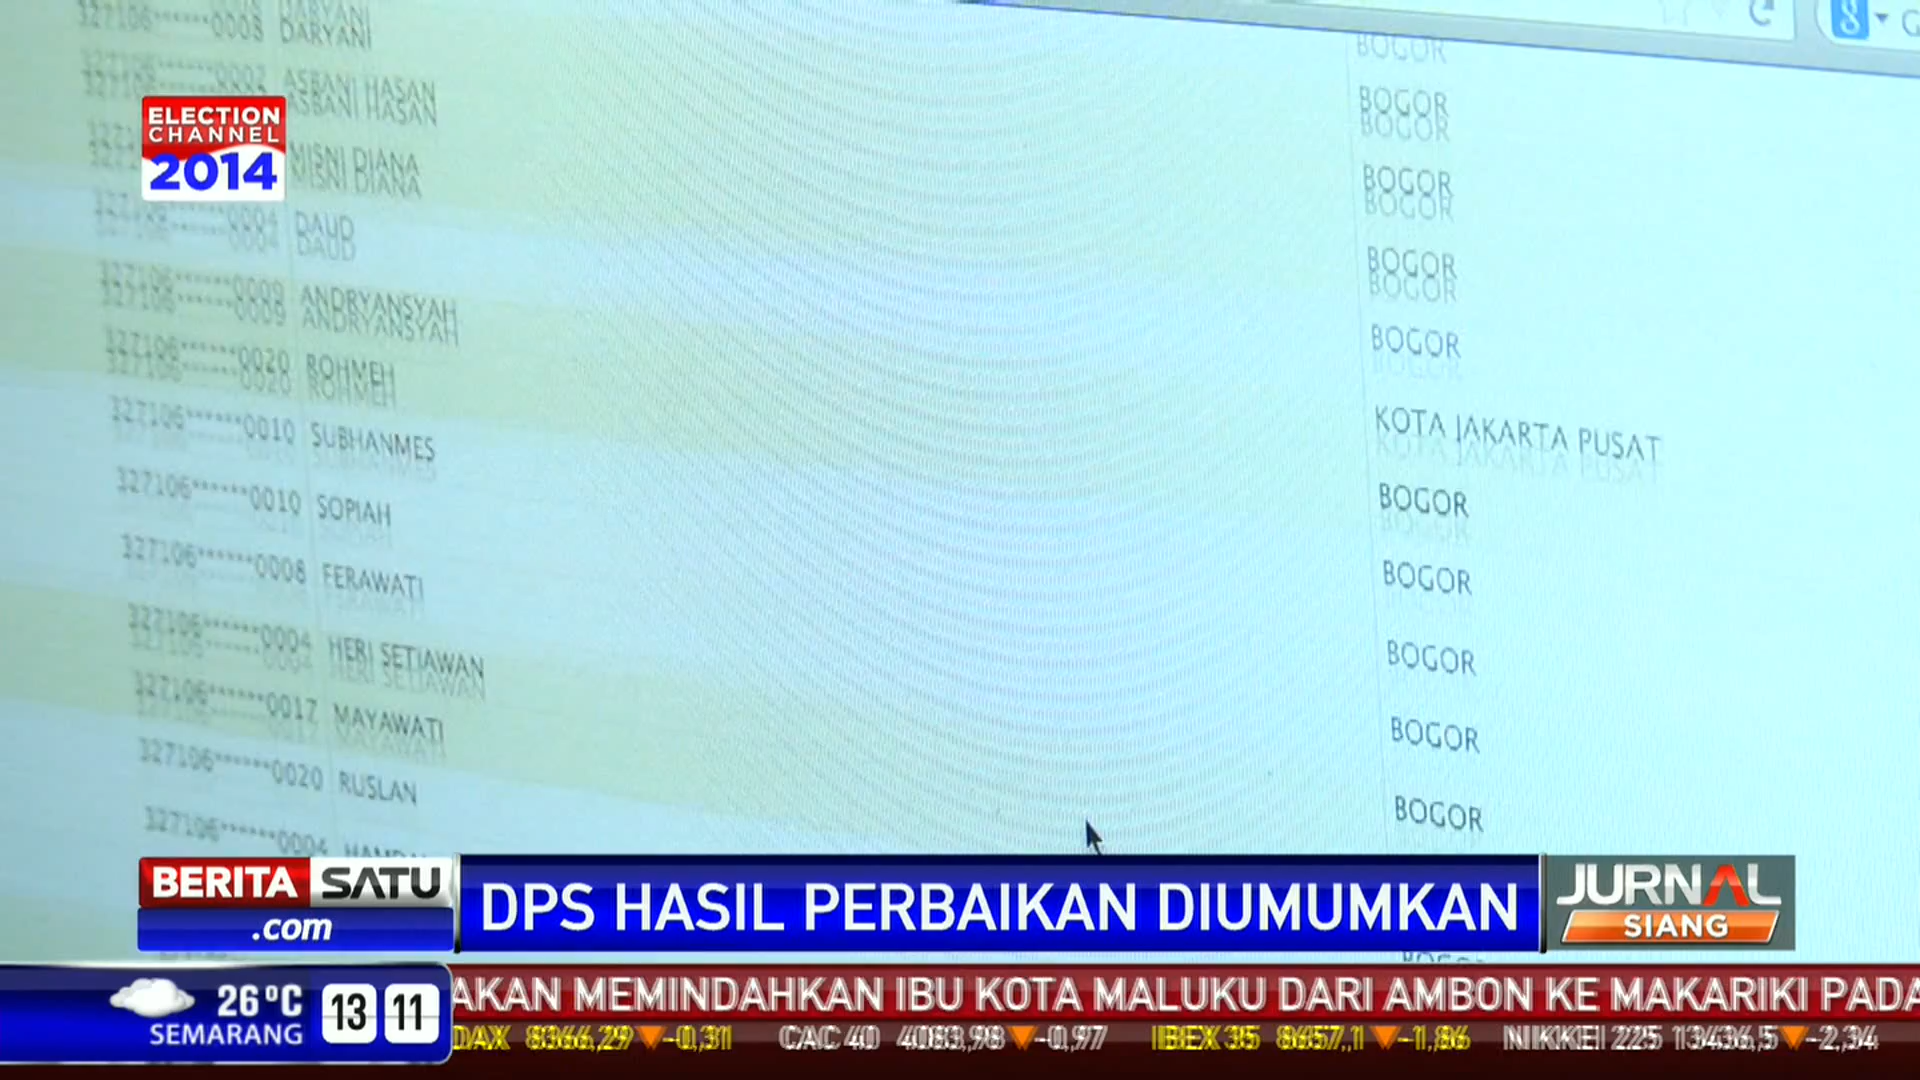 327106******0008 DARYANI
BOGOR
327106******0002 ASBANI HASAN
BOGOR
MISNI DIANA
BOGOR
327106******0004 DAUD
BOGOR
327106******0009 ANDRYANSYAH
BOGOR
327106******0020 ROHMEH
KOTA JAKARTA PUSAT
327106******0010 SUBHANMES
BOGOR
327106******0010 SOPIAH
BOGOR
327106******0008 FERAWATI
BOGOR
327106******0004 HERI SETIAWAN
BOGOR
327106******0017 MAYAWATI
BOGOR
327106******0020 RUSLAN
327106******0004
ELECTION
CHANNEL
2014
BERITA SATU
.com
DPS HASIL PERBAIKAN DIUMUMKAN
JURNAL
SIANG
26°C
SEMARANG
13 11
AKAN MEMINDAHKAN IBU KOTA MALUKU DARI AMBON KE MAKARIKI PADA
DAX 8366,29 -0,31 CAC 40 4083,98 -0,97 IBEX 35 8657,1 -1,86 NIKKEI 225 13436,5 -2,34